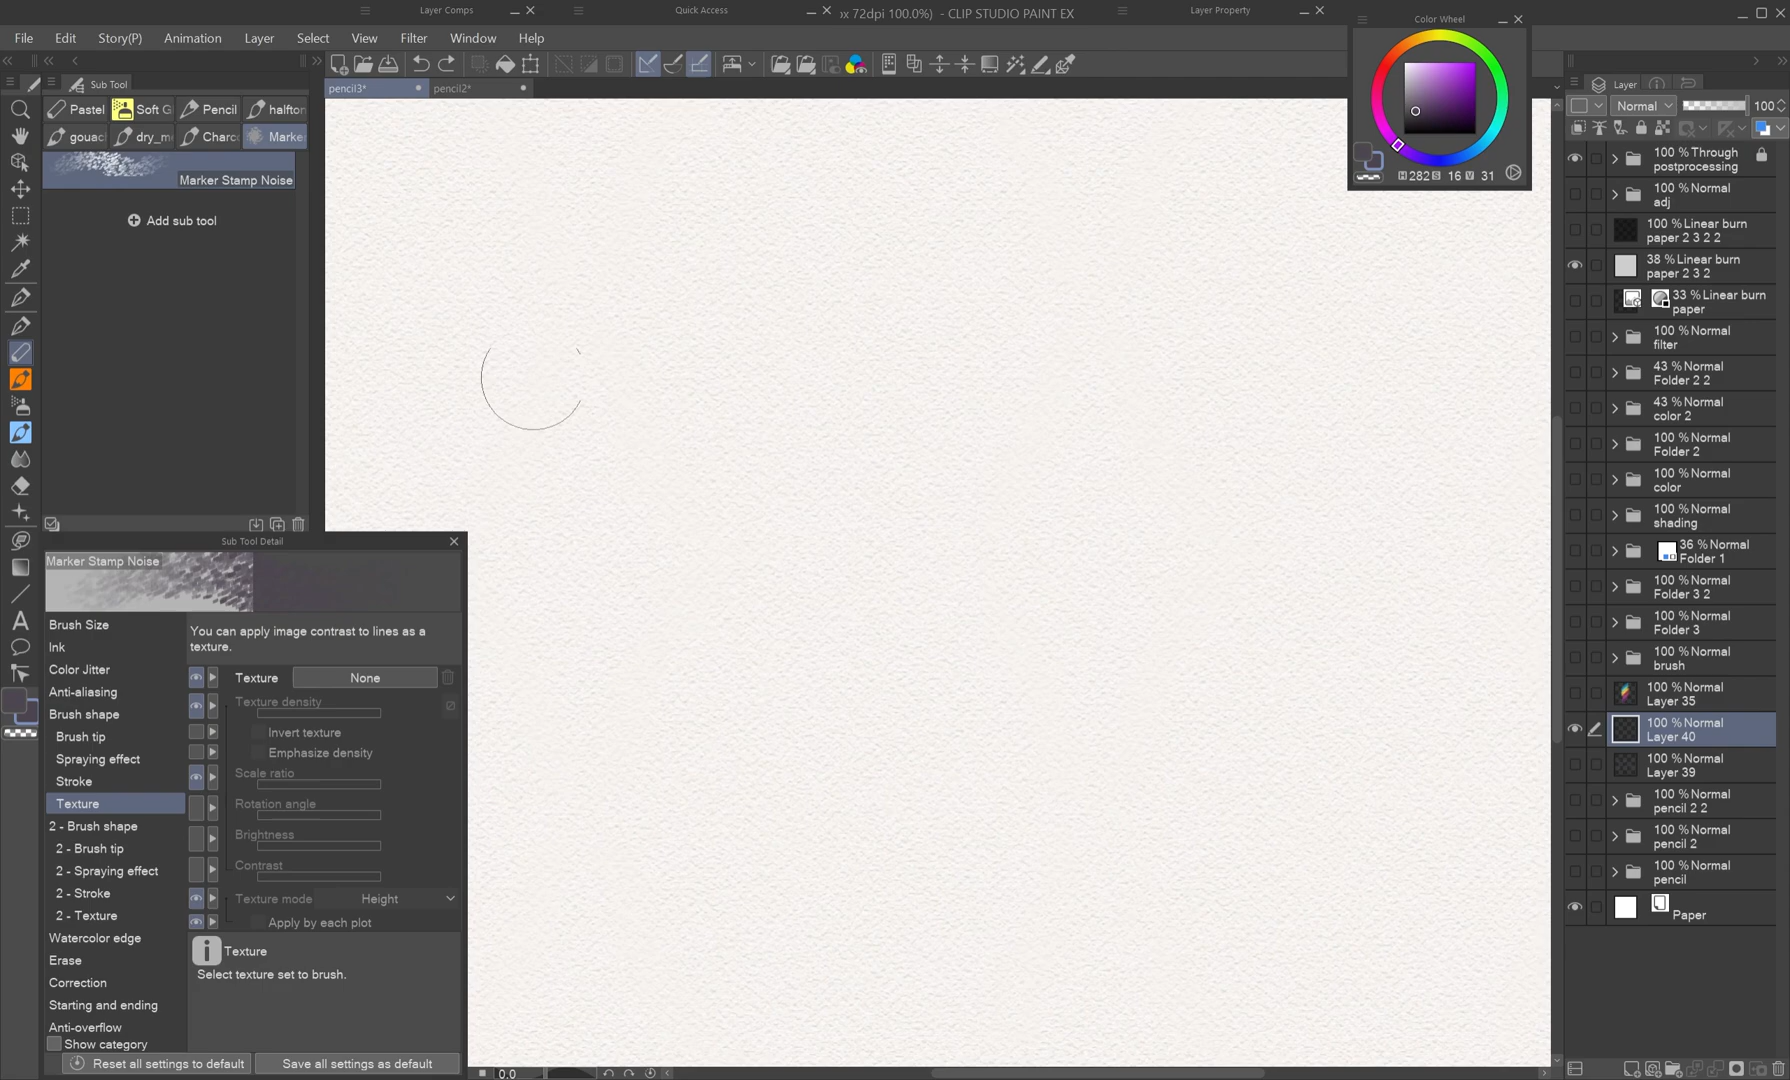 Layer Comps
Quick Access
px 72dpi 100.0%) - CLIP STUDIO PAINT EX
Layer Property
Color Wheel
File Edit Story(P) Animation Layer Select View Filter Window Help
Sub Tool
Pastel
Soft G
Pencil
halfton
gouac
dry_m
Charc
Marke
Marker Stamp Noise
Add sub tool
pencil3*
pencil2*
H 282 S 16 V 31
Layer
Normal
100
100 % Through
postprocessing
100 % Normal
adj
100 % Linear burn
paper 2 3 2 2
38 % Linear burn
paper 2 3 2
33 % Linear burn
paper
100 % Normal
filter
43 % Normal
Folder 2 2
43 % Normal
color 2
100 % Normal
Folder 2
100 % Normal
color
100 % Normal
shading
36 % Normal
Folder 1
100 % Normal
Folder 3 2
100 % Normal
Folder 3
100 % Normal
brush
100 % Normal
Layer 35
100 % Normal
Layer 40
100 % Normal
Layer 39
100 % Normal
pencil 2 2
100 % Normal
pencil 2
100 % Normal
pencil
Paper
Sub Tool Detail
Marker Stamp Noise
Brush Size
Ink
Color Jitter
Anti-aliasing
Brush shape
Brush tip
Spraying effect
Stroke
Texture
2 - Brush shape
2 - Brush tip
2 - Spraying effect
2 - Stroke
2 - Texture
Watercolor edge
Erase
Correction
Starting and ending
Anti-overflow
Show category
You can apply image contrast to lines as a
texture.
Texture
None
Texture density
Invert texture
Emphasize density
Scale ratio
Rotation angle
Brightness
Contrast
Texture mode
Height
Apply by each plot
Texture
Select texture set to brush.
Reset all settings to default
Save all settings as default
0.0